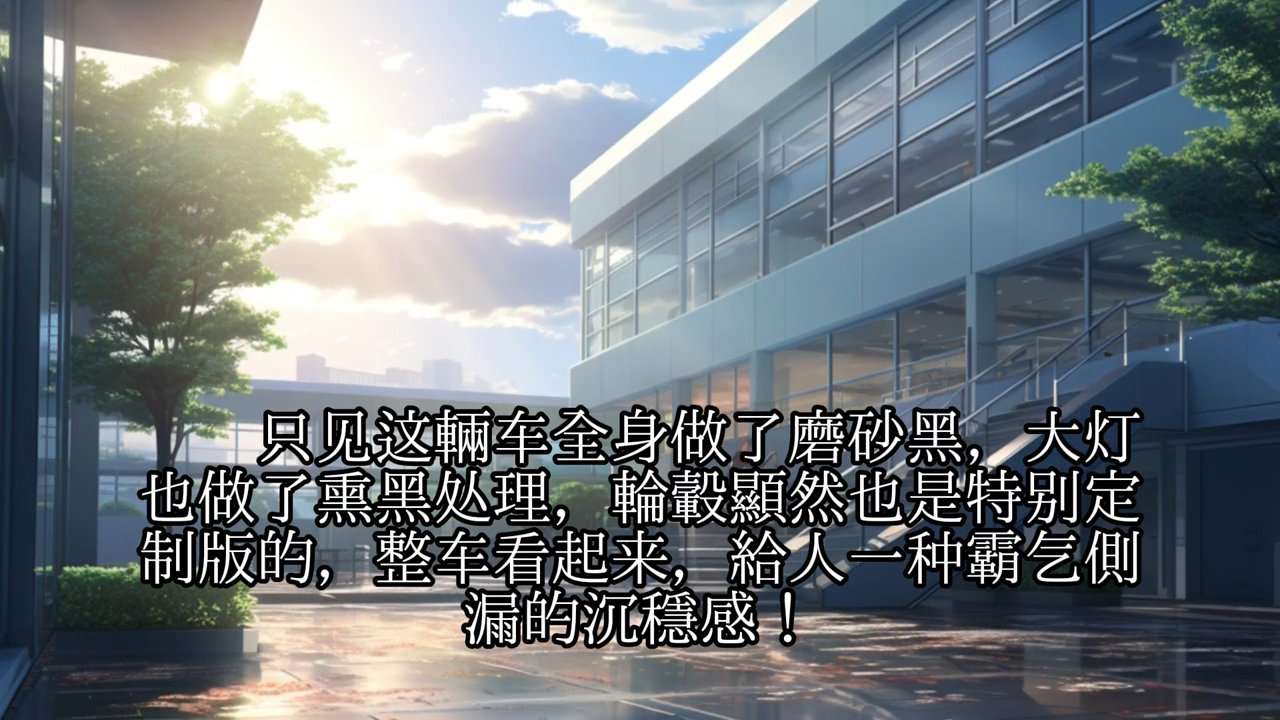 只见这輛车全身做了磨砂黑，大灯
也做了熏黑处理，輪轂顯然也是特别定
制版的，整车看起来，給人一种霸气側
漏的沉穩感！